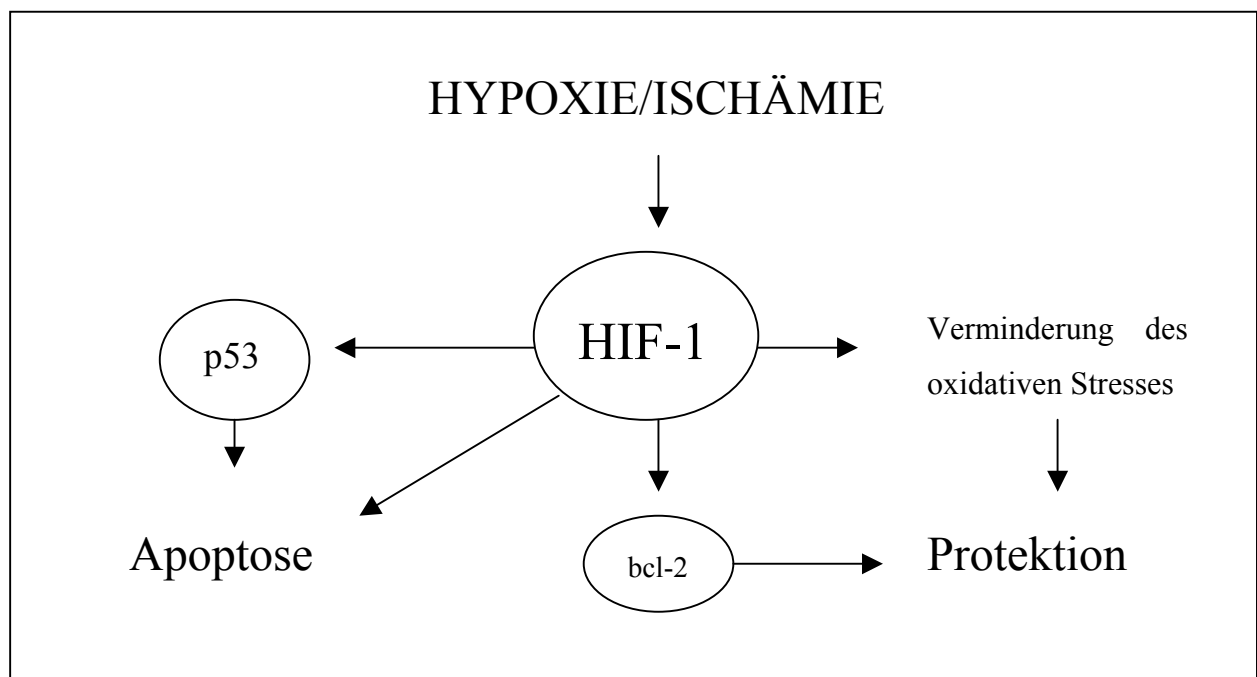 HYPOXIE/ISCHÄMIE
HIF-1
p53
Verminderung des
oxidativen Stresses
Apoptose
bcl-2
Protektion